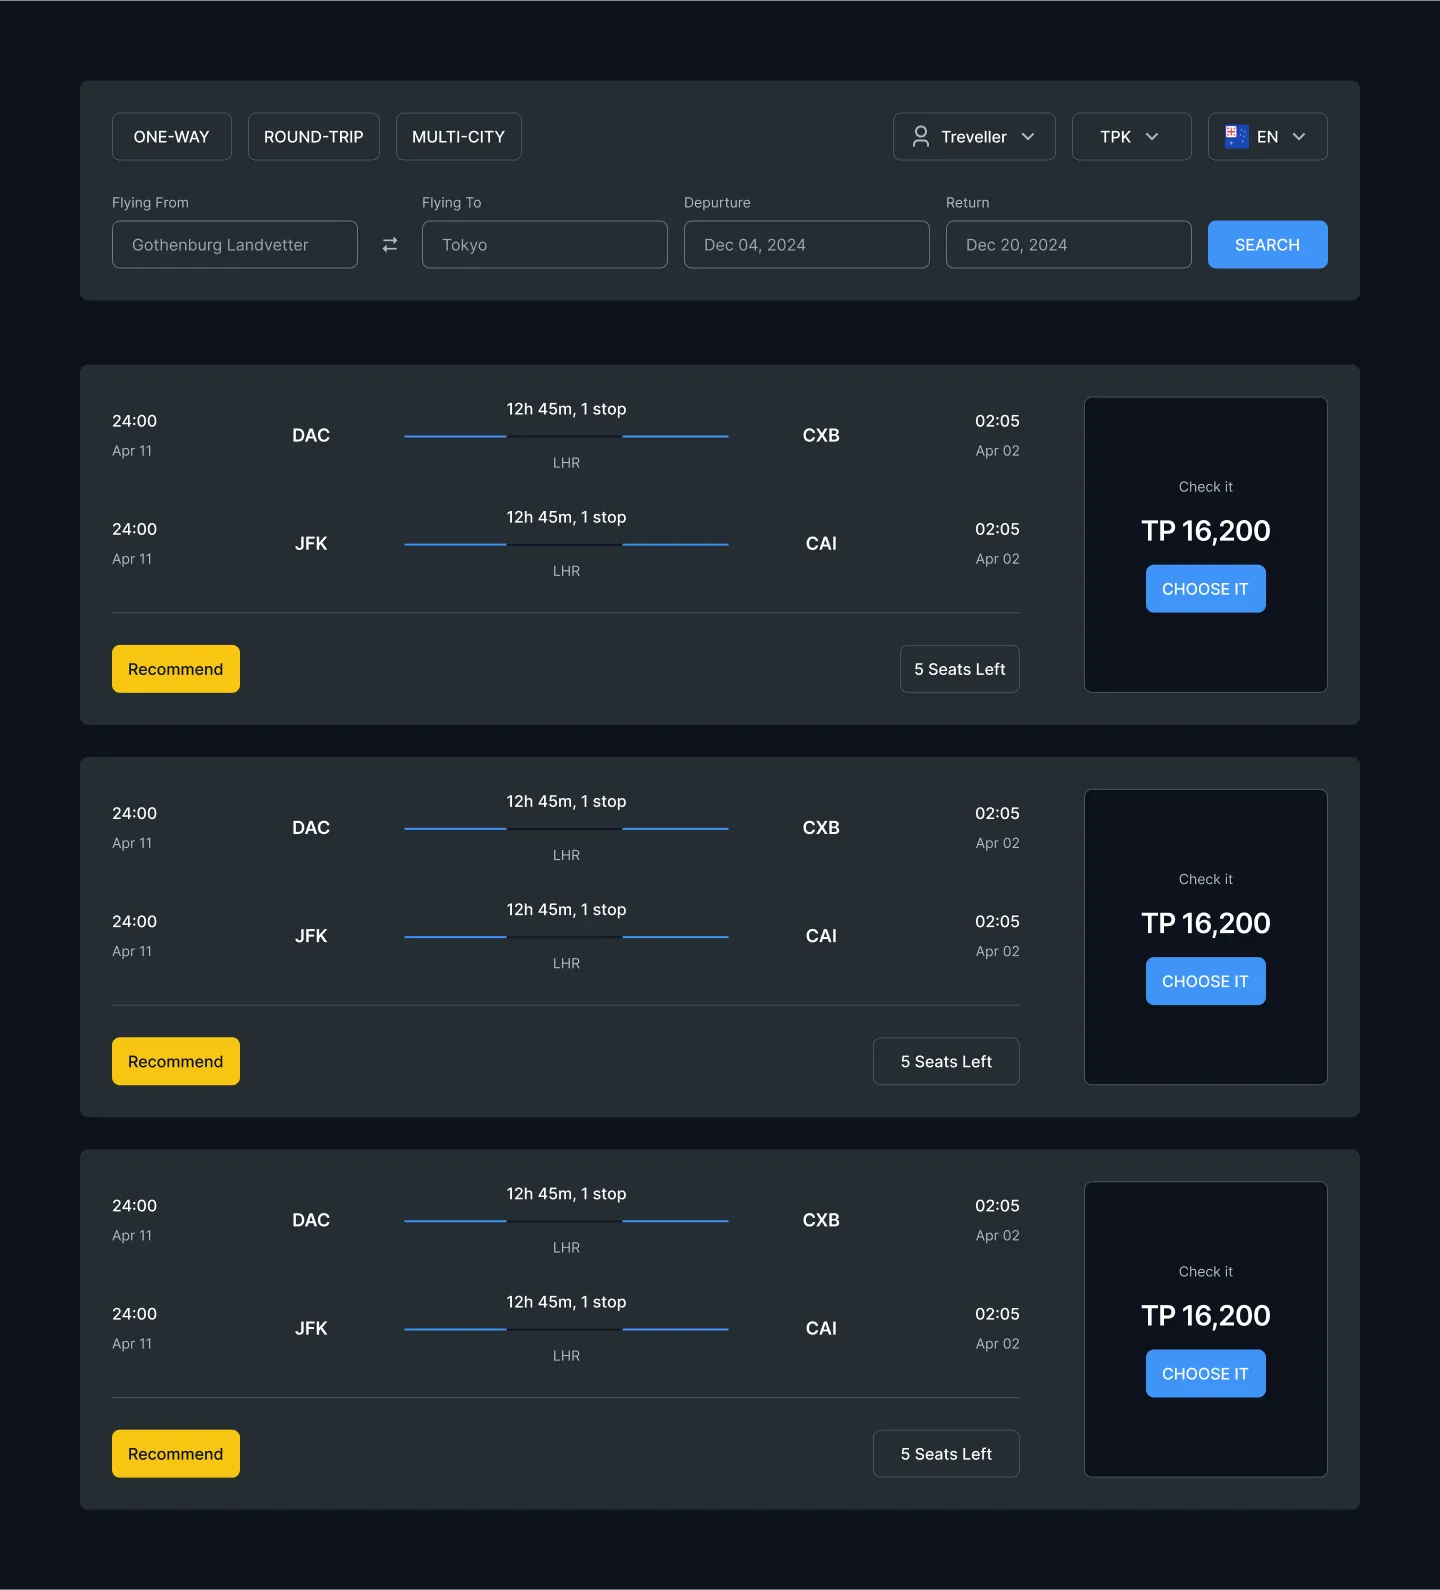 ONE-WAY ROUND-TRIP MULTI-CITY Treveller TPK EN
Flying From Flying To Depurture Return
Gothenburg Landvetter Tokyo Dec 04, 2024 Dec 20, 2024 SEARCH
12h 45m, 1 stop
24:00 DAC CXB 02:05
Apr 11 LHR Apr 02
12h 45m, 1 stop
24:00 JFK CAI 02:05
Apr 11 LHR Apr 02
Recommend 5 Seats Left
Check it
TP 16,200
CHOOSE IT
12h 45m, 1 stop
24:00 DAC CXB 02:05
Apr 11 LHR Apr 02
12h 45m, 1 stop
24:00 JFK CAI 02:05
Apr 11 LHR Apr 02
Recommend 5 Seats Left
Check it
TP 16,200
CHOOSE IT
12h 45m, 1 stop
24:00 DAC CXB 02:05
Apr 11 LHR Apr 02
12h 45m, 1 stop
24:00 JFK CAI 02:05
Apr 11 LHR Apr 02
Recommend 5 Seats Left
Check it
TP 16,200
CHOOSE IT